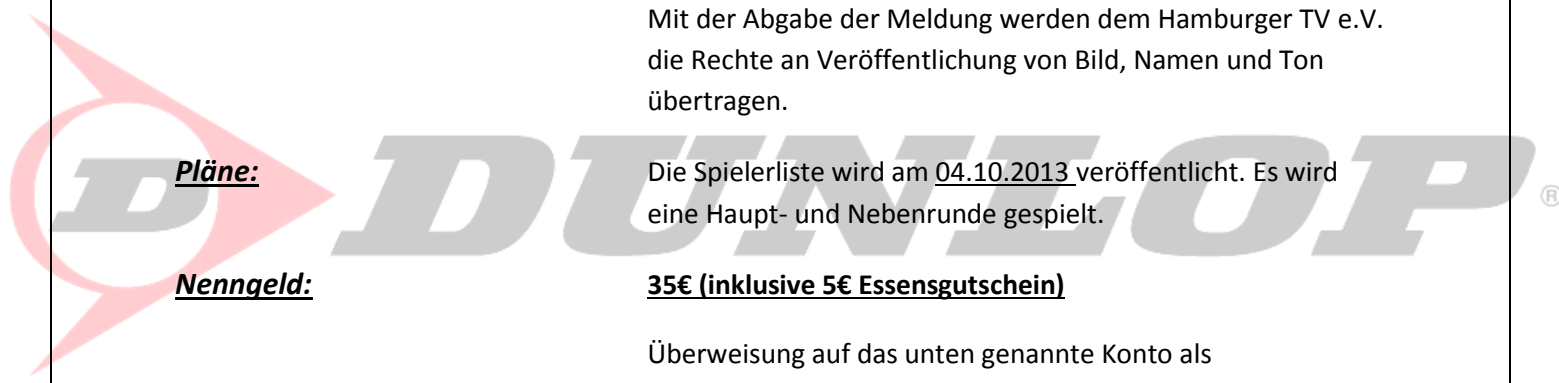 Mit der Abgabe der Meldung werden dem Hamburger TV e.V.
die Rechte an Veröffentlichung von Bild, Namen und Ton
übertragen.
D DUNLOP ®
Pläne: Die Spielerliste wird am 04.10.2013 veröffentlicht. Es wird
eine Haupt- und Nebenrunde gespielt.
Nenngeld: 35€ (inklusive 5€ Essensgutschein)
Überweisung auf das unten genannte Konto als